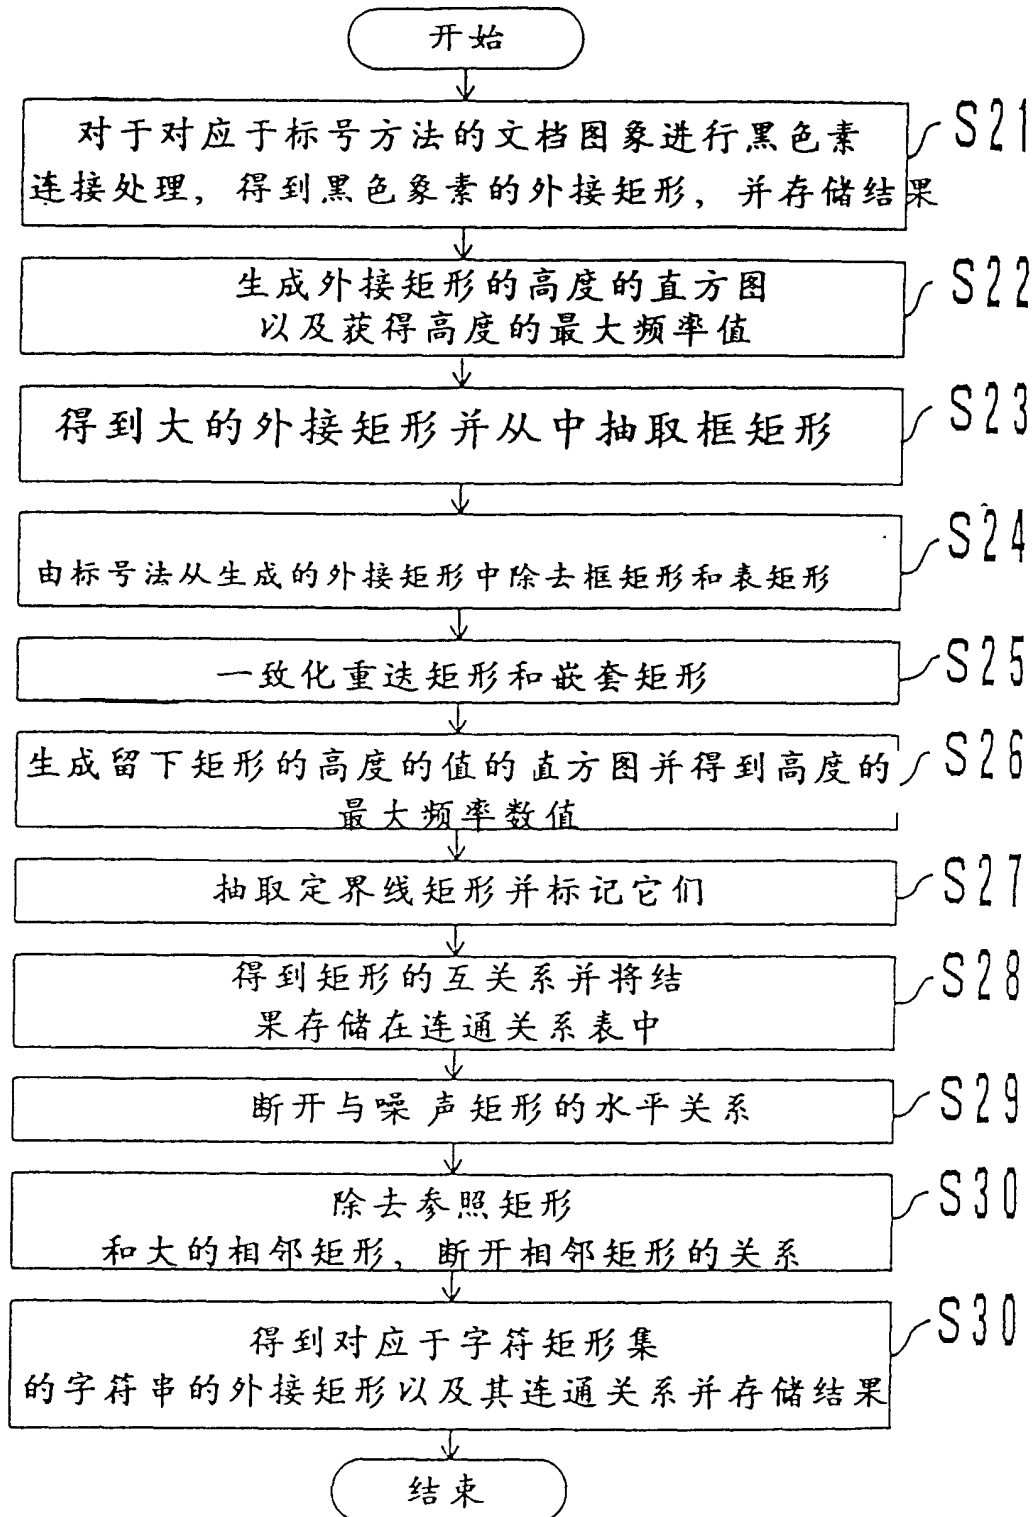 开始
对于对应于标号方法的文档图象进行黑色素
连接处理，得到黑色象素的外接矩形，并存储结果
S21
生成外接矩形的高度的直方图
以及获得高度的最大频率值
S22
得到大的外接矩形并从中抽取框矩形
S23
由标号法从生成的外接矩形中除去框矩形和表矩形
S24
一致化重迭矩形和嵌套矩形
S25
生成留下矩形的高度的值的直方图并得到高度的
最大频率数值
S26
抽取定界线矩形并标记它们
S27
得到矩形的互关系并将结
果存储在连通关系表中
S28
断开与噪声矩形的水平关系
S29
除去参照矩形
和大的相邻矩形，断开相邻矩形的关系
S30
得到对应于字符矩形集
的字符串的外接矩形以及其连通关系并存储结果
S30
结束